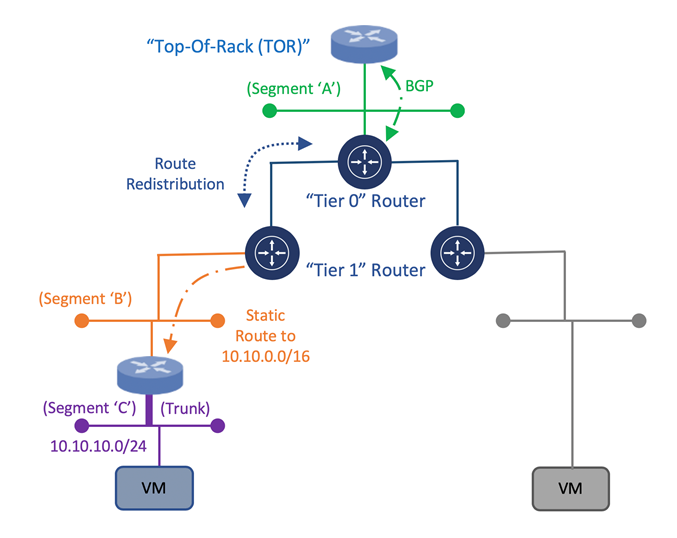 “Top-Of-Rack (TOR)”
(Segment ‘A’)
BGP
Route
Redistribution
“Tier 0” Router
“Tier 1” Router
(Segment ‘B’)
Static
Route to
10.10.0.0/16
(Segment ‘C’)
(Trunk)
10.10.10.0/24
VM
VM